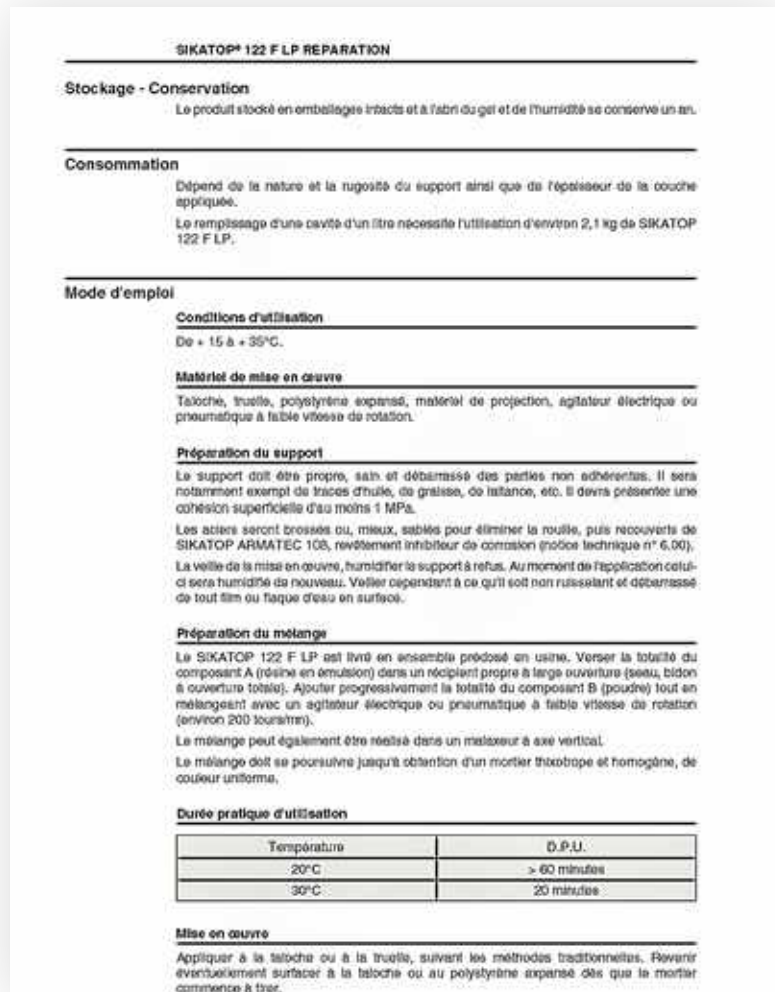 SIKATOP® 122 F LP REPARATION
Stockage - Conservation
Le produit stocké en emballages intacts et à l'abri du gel et de l'humidité se conserve un an.
Consommation
Dépend de la nature et la rugosité du support ainsi que de l'épaisseur de la couche
appliquée.
Le remplissage d'une cavité d'un litre nécessite l'utilisation d'environ 2,1 kg de SIKATOP
122 F LP.
Mode d'emploi
Conditions d'utilisation
De + 15 à + 35°C.
Matériel de mise en œuvre
Taloche, truelle, polystyrène expansé, matériel de projection, agitateur électrique ou
pneumatique à faible vitesse de rotation.
Préparation du support
Le support doit être propre, sain et débarrassé des parties non adhérentes. Il sera
notamment exempt de traces d'huile, de graisse, de laitance, etc. Il devra présenter une
cohésion superficielle d'au moins 1 MPa.
Les aciers seront brossés ou, mieux, sablés pour éliminer la rouille, puis recouverts de
SIKATOP ARMATEC 108, revêtement inhibiteur de corrosion (notice technique n° 6.00).
La veille de la mise en œuvre, humidifier le support à refus. Au moment de l'application celui-
ci sera humidifié de nouveau. Veiller cependant à ce qu'il soit non ruisselant et débarrassé
de tout film ou flaque d'eau en surface.
Préparation du mélange
Le SIKATOP 122 F LP est livré en ensemble prédosé en usine. Verser la totalité du
composant A (résine en émulsion) dans un récipient propre à large ouverture (seau, bidon
à ouverture totale). Ajouter progressivement la totalité du composant B (poudre) tout en
mélangeant avec un agitateur électrique ou pneumatique à faible vitesse de rotation
(environ 200 tours/mn).
Le mélange peut également être réalisé dans un malaxeur à axe vertical.
Le mélange doit se poursuivre jusqu'à obtention d'un mortier thixotrope et homogène, de
couleur uniforme.
Durée pratique d'utilisation
Température D.P.U.
20°C > 60 minutes
30°C 20 minutes
Mise en œuvre
Appliquer à la taloche ou à la truelle, suivant les méthodes traditionnelles. Revenir
éventuellement surfacer à la taloche ou au polystyrène expansé dès que le mortier
commence à tirer.